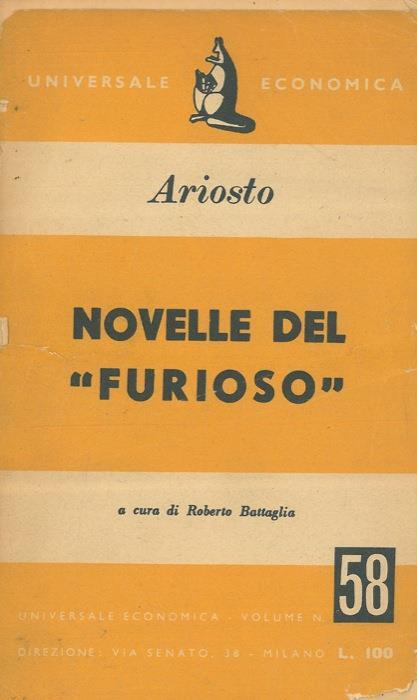 UNIVERSALE ECONOMICA
Ariosto
NOVELLE DEL
"FURIOSO"
a cura di Roberto Battaglia
UNIVERSALE ECONOMICA - VOLUME N. 58
DIREZIONE: VIA SENATO, 38 - MILANO L. 100